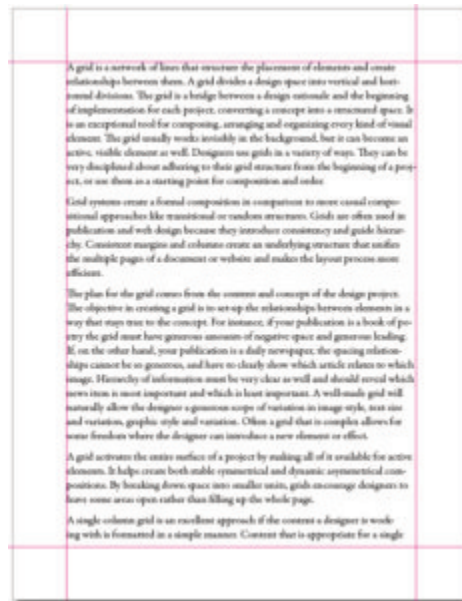 A grid is a network of lines that structure the placement of elements and create
relationships between them. A grid divides a design space into vertical and hori-
zontal divisions. The grid is a bridge between a design rationale and the beginning
of implementation for each project, converting a concept into a structured space. It
is an exceptional tool for composing, arranging and organizing every kind of visual
element. The grid usually works invisibly in the background, but it can become an
active, visible element as well. Designers use grids in a variety of ways. They can be
very disciplined about adhering to their grid structure from the beginning of a proj-
ect, or use them as a starting point for composition and order.
Grid systems create a formal composition in comparison to more casual compo-
sitional approaches like transitional or random structures. Grids are often used in
publication and web design because they introduce consistency and guide hierar-
chy. Consistent margins and columns create an underlying structure that unifies
the multiple pages of a document or website and makes the layout process more
efficient.
The plan for the grid comes from the content and concept of the design project.
The objective in creating a grid is to set-up the relationships between elements in a
way that stays true to the concept. For instance, if your publication is a book of po-
etry the grid must have generous amounts of negative space and generous leading.
If, on the other hand, your publication is a daily newspaper, the spacing relation-
ships cannot be so generous, and have to clearly show which article relates to which
image. Hierarchy of information must be very clear as well and should reveal which
news item is most important and which is least important. A well-made grid will
naturally allow the designer a generous scope of variation in image-style, text size
and variation, graphic style and variation. Often a grid that is complex allows for
some freedom where the designer can introduce a new element or effect.
A grid activates the entire surface of a project by making all of it available for active
elements. It helps create both stable symmetrical and dynamic asymmetrical com-
positions. By breaking down space into smaller units, grids encourage designers to
leave some areas open rather than filling up the whole page.
A single column grid is an excellent approach if the content a designer is work-
ing with is formatted in a simple manner. Content that is appropriate for a single